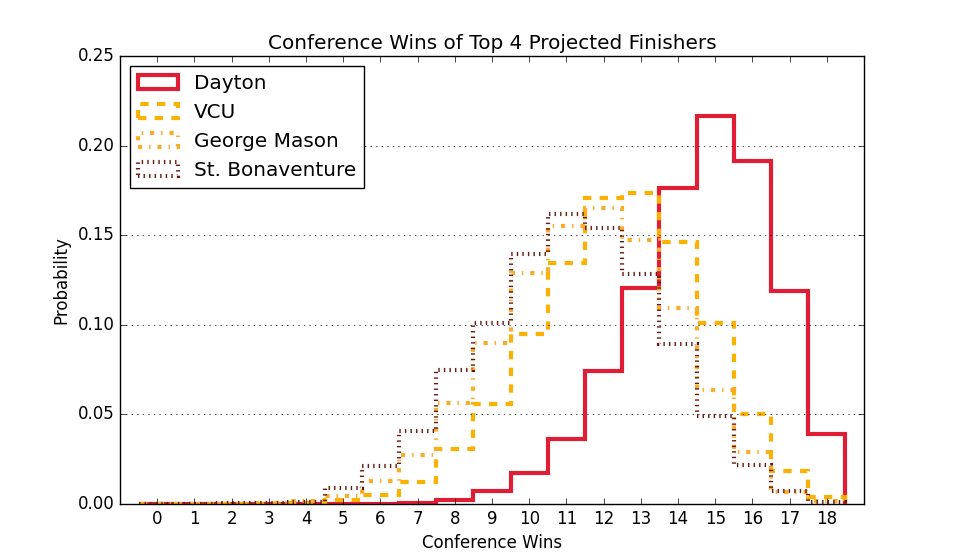 Conference Wins of Top 4 Projected Finishers
0.25
0.20
0.15
0.10
0.05
0.00
Probability
Dayton
VCU
George Mason
St. Bonaventure
0 1 2 3 4 5 6 7 8 9 10 11 12 13 14 15 16 17 18
Conference Wins